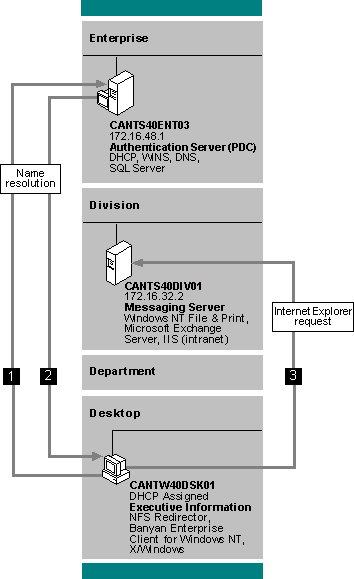 Enterprise
CANTS40ENT03
172.16.48.1
Authentication Server (PDC)
DHCP, WINS, DNS,
SQL Server
Name
resolution
Division
CANTS40DIV01
172.16.32.2
Messaging Server
Windows NT File & Print,
Microsoft Exchange
Server, IIS (intranet)
Internet Explorer
request
Department
1
2
3
Desktop
CANTW40DSK01
DHCP Assigned
Executive Information
NFS Redirector,
Banyan Enterprise
Client for Windows NT,
X/Windows